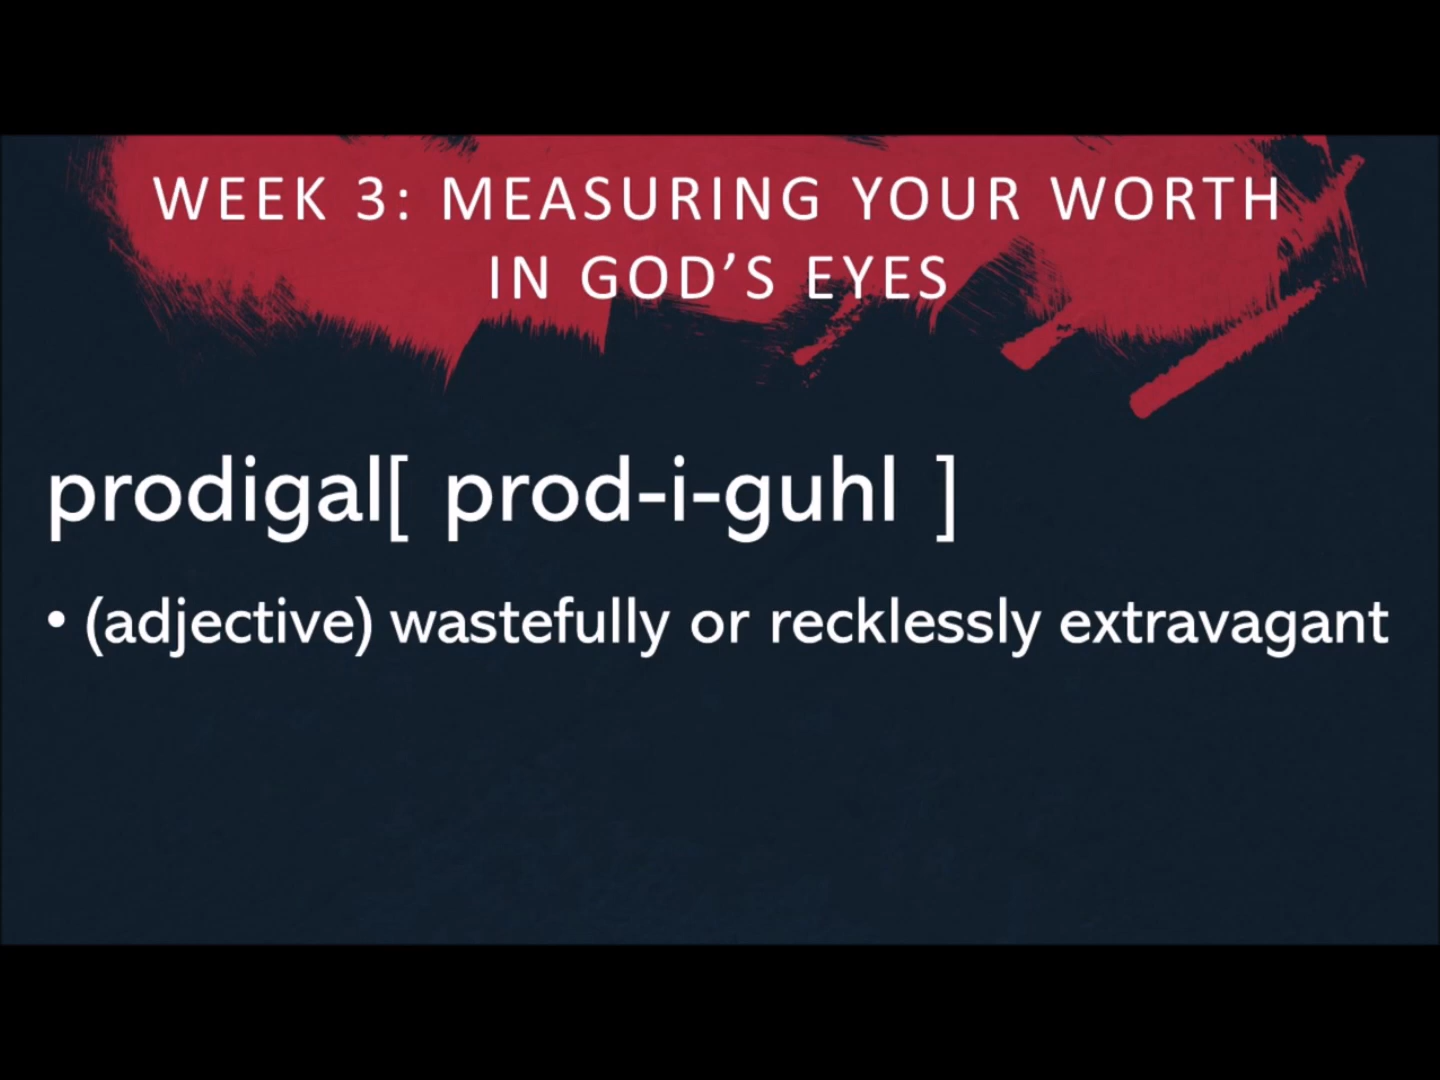 WEEK 3: MEASURING YOUR WORTH
IN GOD’S EYES
prodigal[ prod-i-guhl ]
• (adjective) wastefully or recklessly extravagant